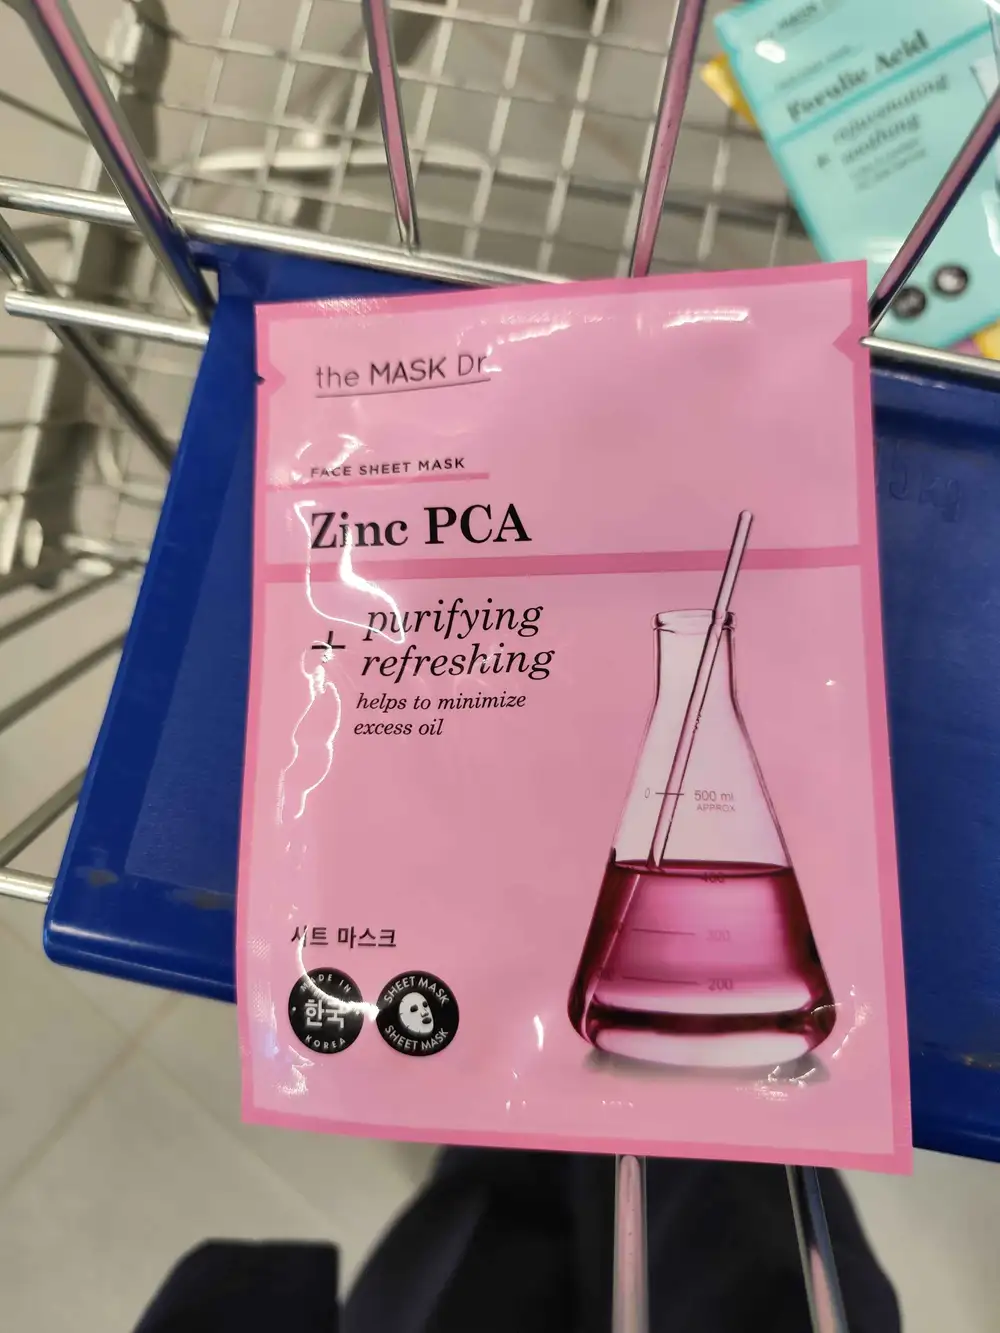 the MASK Dr.
FACE SHEET MASK
Zinc PCA
+ purifying
refreshing
helps to minimize
excess oil
0 500 ml
APPROX
400
300
200
시트 마스크
MADE IN
한국
KOREA
SHEET MASK
SHEET MASK
Ferulic Acid
+ rejuvenating
soothing